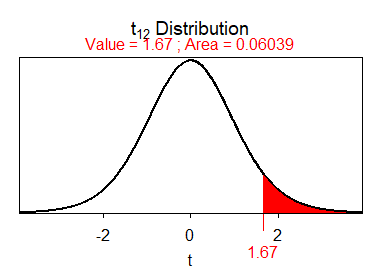 t₁₂ Distribution
Value = 1.67 ; Area = 0.06039
-2 0 2
1.67
t